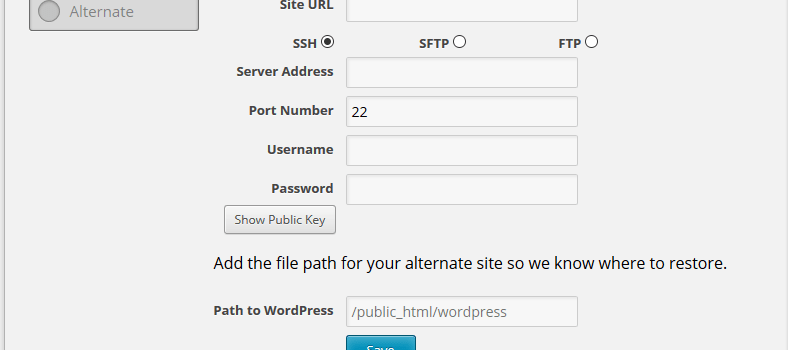 Site URL
Alternate
SSH SFTP FTP
Server Address
Port Number 22
Username
Password
Show Public Key
Add the file path for your alternate site so we know where to restore.
Path to WordPress /public_html/wordpress
Save